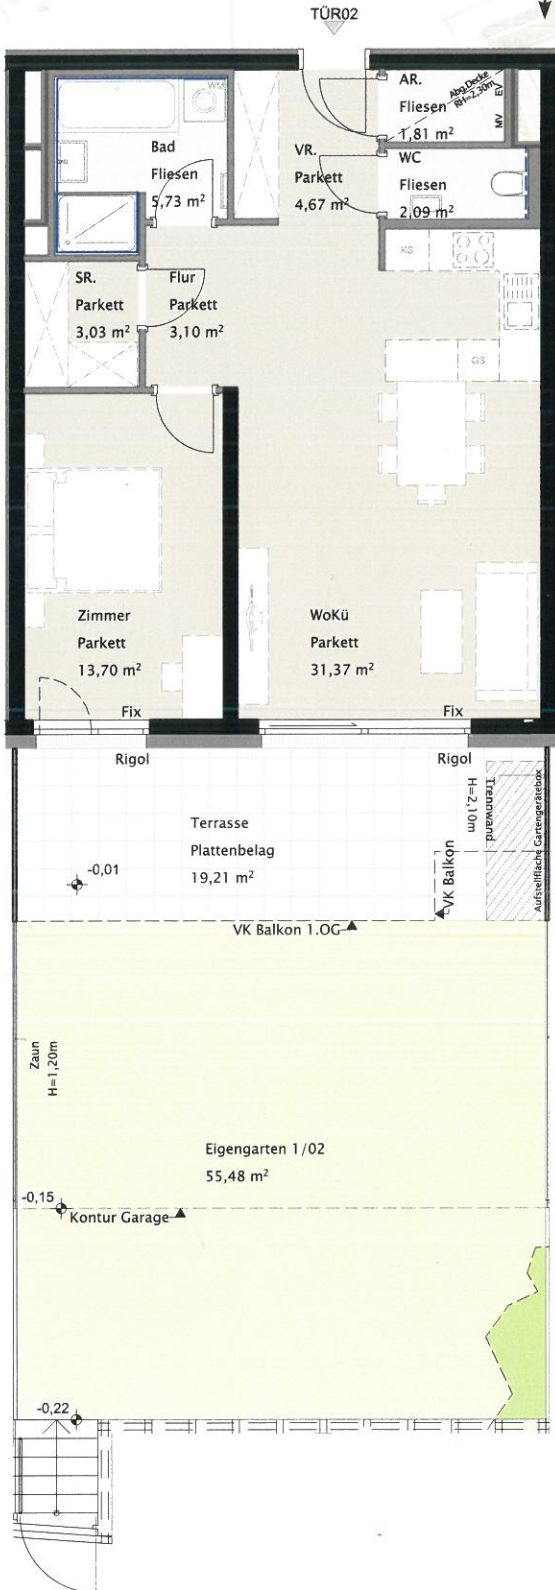 TÜR02
AR.
Fliesen
1,81 m²
Abg.Decke
RH=2,30m
MV EV
WM
Bad
Fliesen
5,73 m²
VR.
Parkett
4,67 m²
WC
Fliesen
2,09 m²
KS
GS
SR.
Parkett
3,03 m²
Flur
Parkett
3,10 m²
Zimmer
Parkett
13,70 m²
WoKü
Parkett
31,37 m²
Fix
Fix
Rigol
Rigol
Terrasse
Plattenbelag
19,21 m²
-0,01
Trennwand
H=2,10m
Aufstellfläche Gartengerätebox
VK Balkon
VK Balkon 1.OG
Zaun
H=1,20m
Eigengarten 1/02
55,48 m²
-0,15
Kontur Garage
-0,22